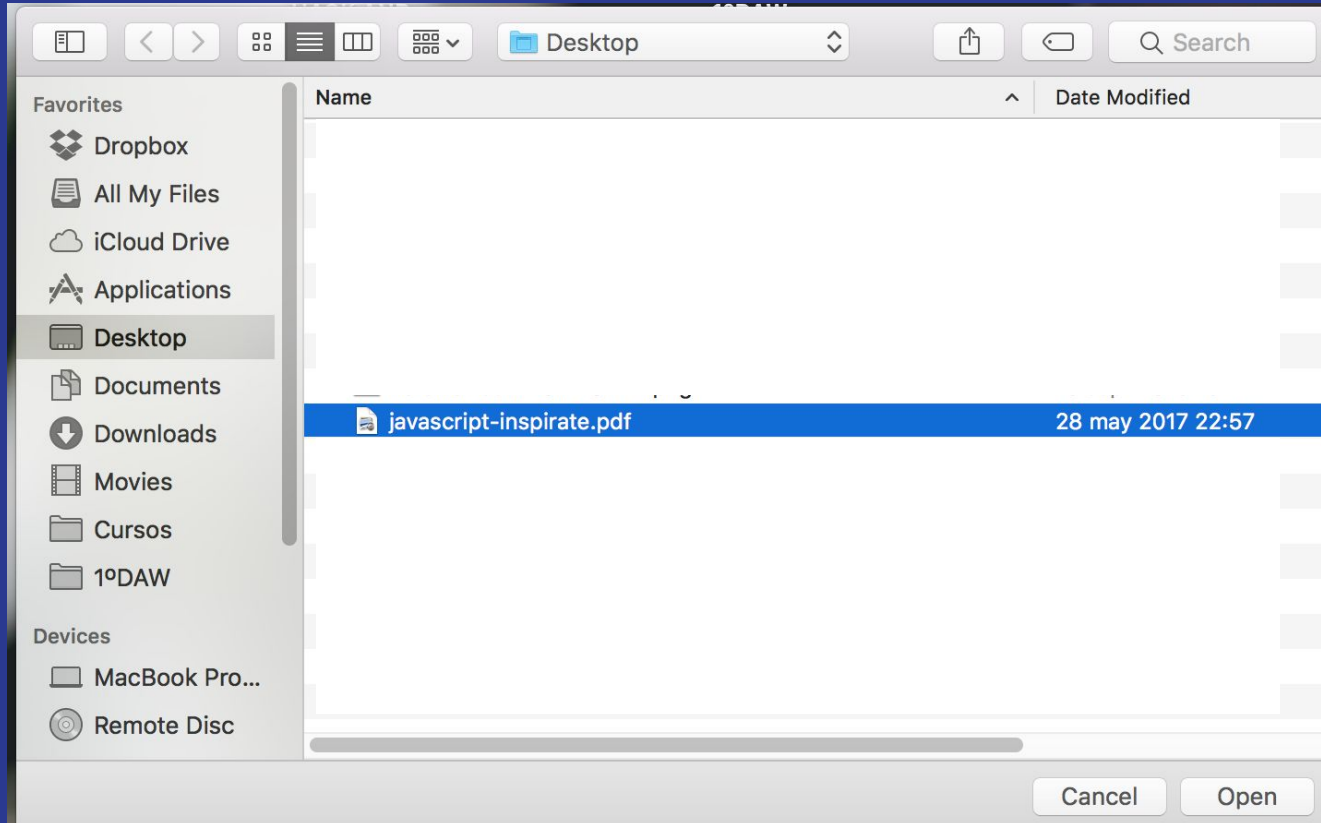 1ºDAW
Desktop
Search
Favorites
Name
Date Modified
Dropbox
All My Files
iCloud Drive
Applications
Desktop
Documents
Downloads
javascript-inspirate.pdf
28 may 2017 22:57
Movies
Cursos
1ºDAW
Devices
MacBook Pro...
Remote Disc
Cancel
Open